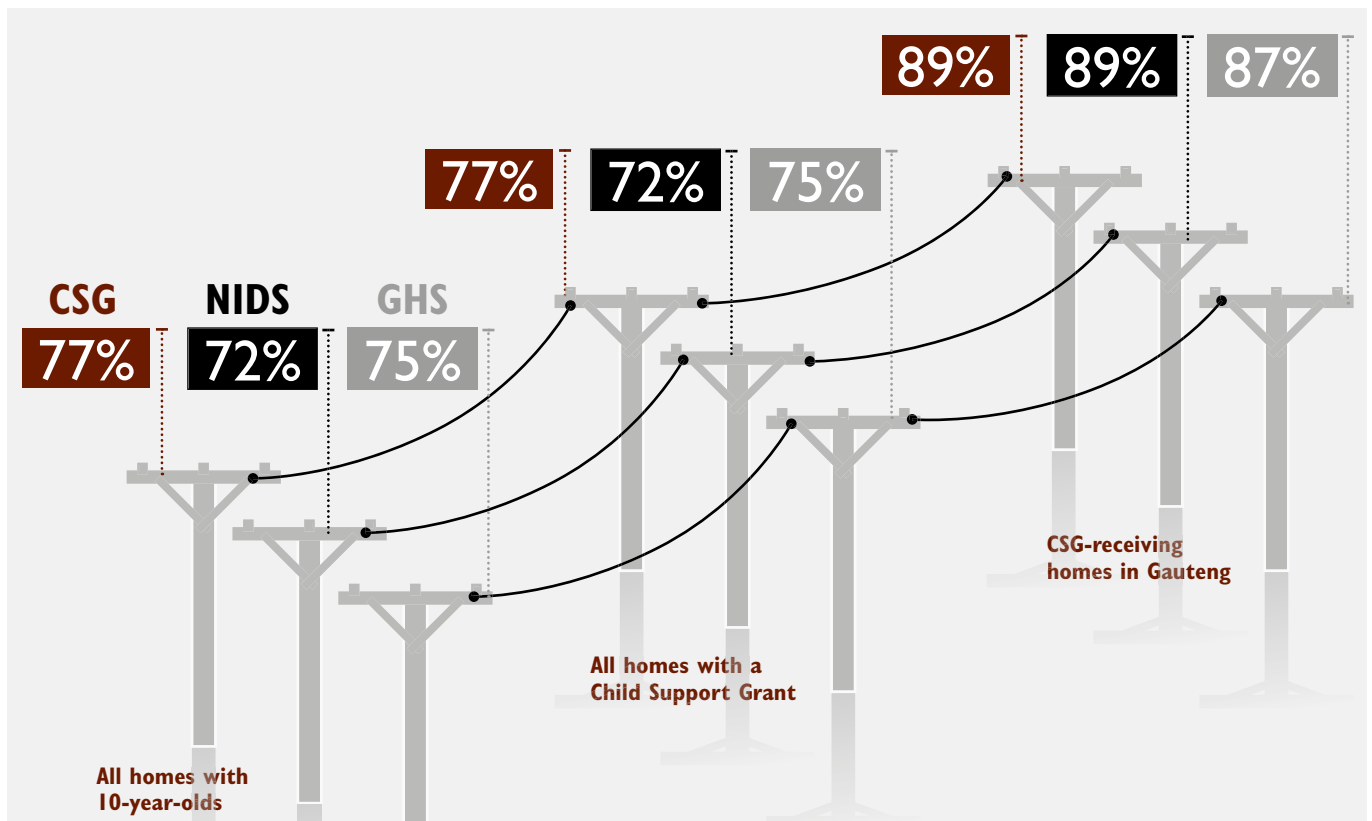 89% 89% 87%
77% 72% 75%
CSG NIDS GHS
77% 72% 75%
CSG-receiving
homes in Gauteng
All homes with a
Child Support Grant
All homes with
10-year-olds